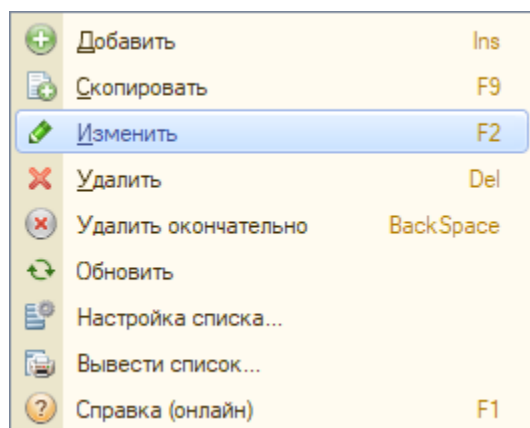 Добавить Ins
Скопировать F9
Изменить F2
Удалить Del
Удалить окончательно BackSpace
Обновить
Настройка списка...
Вывести список...
Справка (онлайн) F1